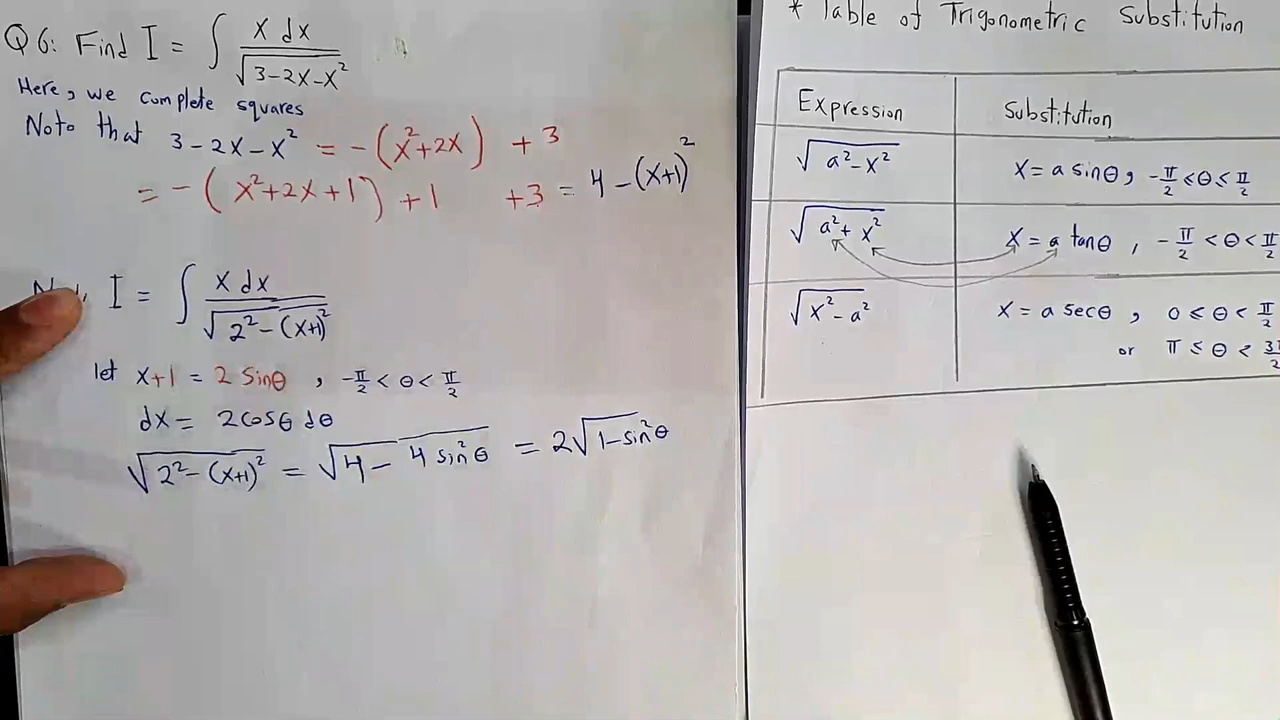 Q6: Find I = ∫ x dx / √(3-2x-x²)
Here, we complete squares
Note that 3-2x-x² = -(x²+2x) +3
= -(x²+2x+1) +1 +3 = 4-(x+1)²
I = ∫ x dx / √(2²-(x+1)²)
let x+1 = 2 sinθ , -π/2 < θ < π/2
dx = 2cosθ dθ
√(2²-(x+1)²) = √(4- 4 sin²θ) = 2√(1-sin²θ)
* Table of Trigonometric Substitution
Expression Substitution
√(a²-x²) x = a sinθ, -π/2 ≤ θ ≤ π/2
√(a²+x²) x = a tanθ , -π/2 < θ < π/2
√(x²-a²) x = a secθ , 0 ≤ θ < π/2
or π ≤ θ < 3π/2